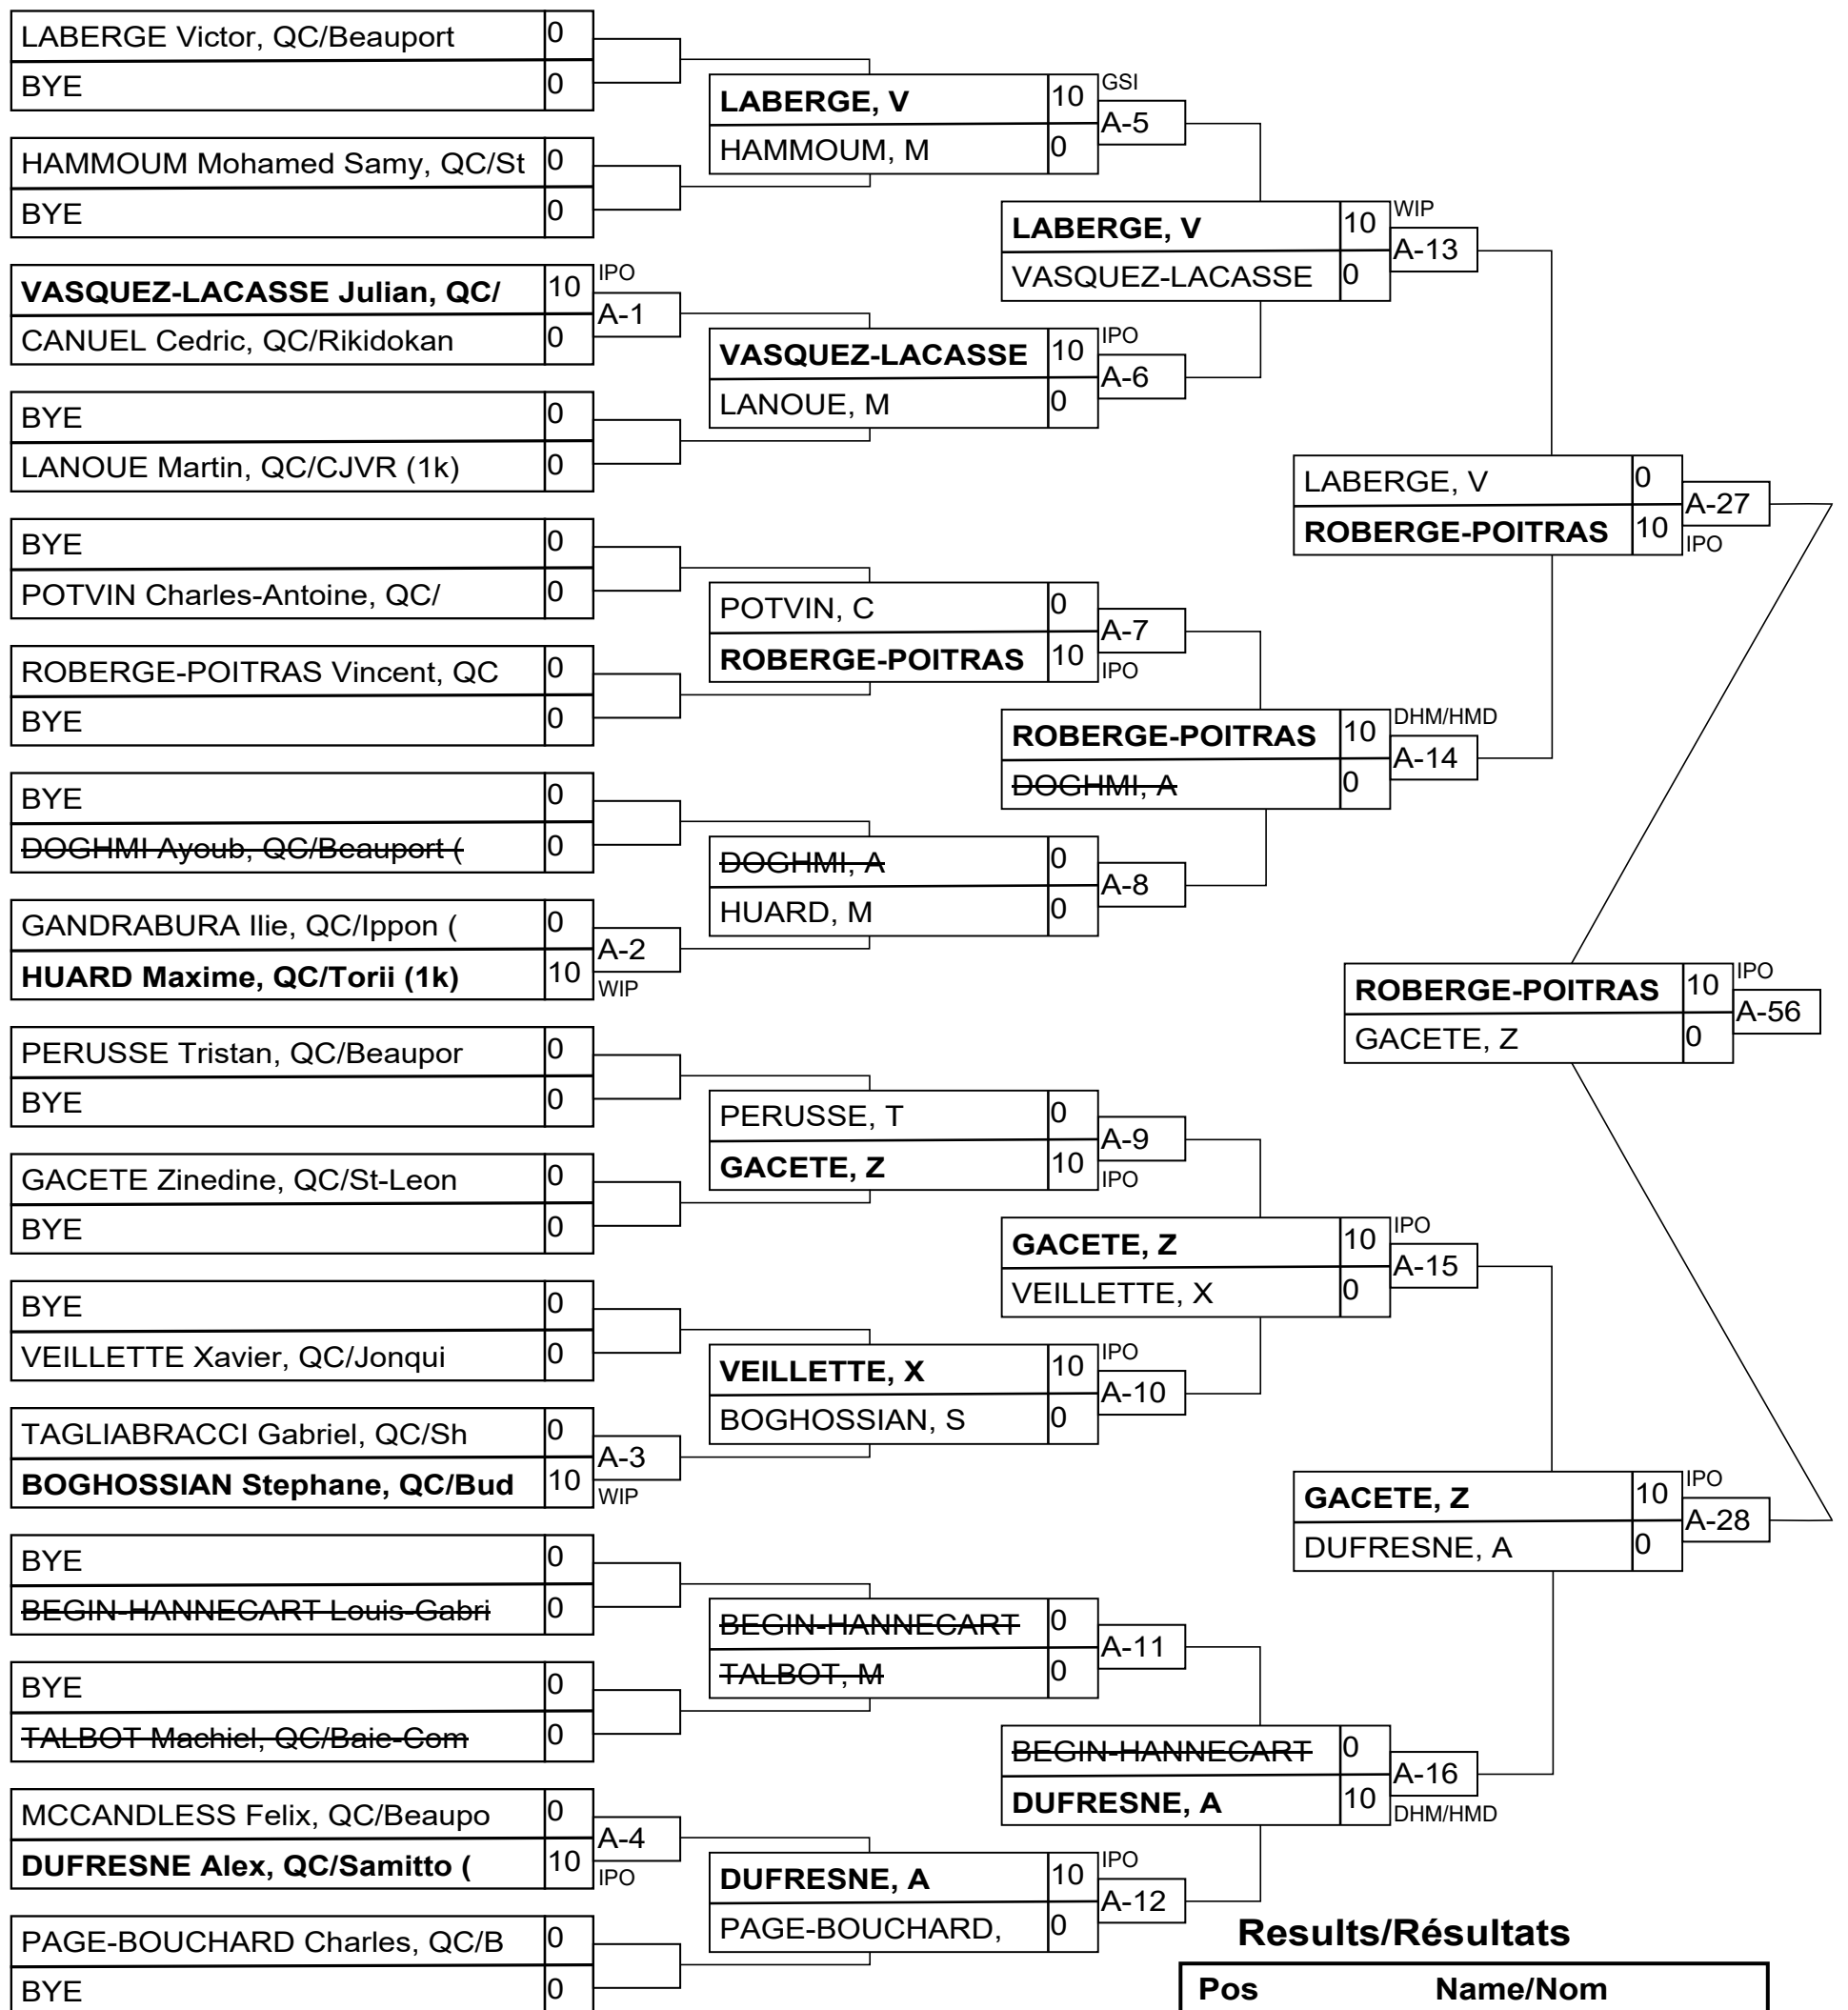 LABERGE Victor, QC/Beauport 0
BYE 0
HAMMOUM Mohamed Samy, QC/St 0
BYE 0
VASQUEZ-LACASSE Julian, QC/ 10 IPO
A-1
CANUEL Cedric, QC/Rikidokan 0
BYE 0
LANOUE Martin, QC/CJVR (1k) 0
BYE 0
POTVIN Charles-Antoine, QC/ 0
ROBERGE-POITRAS Vincent, QC 0
BYE 0
BYE 0
DOGHMI Ayoub, QC/Beauport ( 0
GANDRABURA Ilie, QC/Ippon ( 0
A-2
HUARD Maxime, QC/Torii (1k) 10 WIP
PERUSSE Tristan, QC/Beaupor 0
BYE 0
GACETE Zinedine, QC/St-Leon 0
BYE 0
BYE 0
VEILLETTE Xavier, QC/Jonqui 0
TAGLIABRACCI Gabriel, QC/Sh 0
A-3
BOGHOSSIAN Stephane, QC/Bud 10 WIP
BYE 0
BEGIN-HANNECART Louis-Gabri 0
BYE 0
TALBOT Machiel, QC/Baie-Com 0
MCCANDLESS Felix, QC/Beaupo 0
A-4
DUFRESNE Alex, QC/Samitto ( 10 IPO
PAGE-BOUCHARD Charles, QC/B 0
BYE 0
LABERGE, V 10 GSI
A-5
HAMMOUM, M 0
VASQUEZ-LACASSE 10 IPO
A-6
LANOUE, M 0
POTVIN, C 0
A-7
ROBERGE-POITRAS 10 IPO
DOGHMI, A 0
A-8
HUARD, M 0
PERUSSE, T 0
A-9
GACETE, Z 10 IPO
VEILLETTE, X 10 IPO
A-10
BOGHOSSIAN, S 0
BEGIN-HANNECART 0
A-11
TALBOT, M 0
DUFRESNE, A 10 IPO
A-12
PAGE-BOUCHARD, 0
LABERGE, V 10 WIP
A-13
VASQUEZ-LACASSE 0
ROBERGE-POITRAS 10 DHM/HMD
A-14
DOGHMI, A 0
GACETE, Z 10 IPO
A-15
VEILLETTE, X 0
BEGIN-HANNECART 0
A-16
DUFRESNE, A 10 DHM/HMD
LABERGE, V 0
A-27
ROBERGE-POITRAS 10 IPO
GACETE, Z 10 IPO
A-28
DUFRESNE, A 0
ROBERGE-POITRAS 10 IPO
A-56
GACETE, Z 0
Results/Résultats
Pos Name/Nom